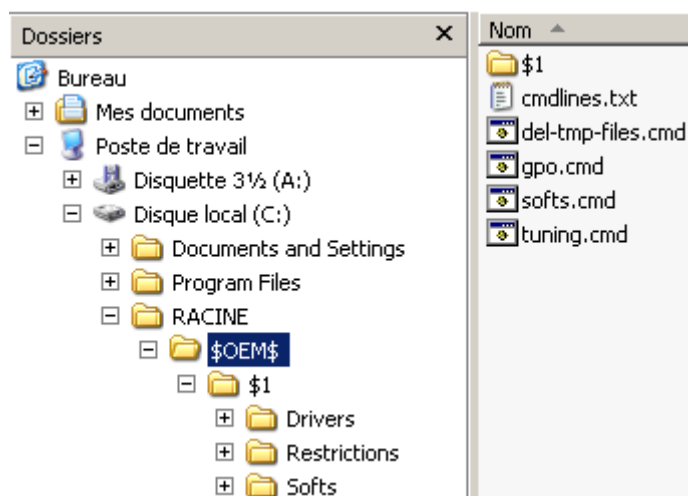 Dossiers
Bureau
Mes documents
Poste de travail
Disquette 3½ (A:)
Disque local (C:)
Documents and Settings
Program Files
RACINE
$OEM$
$1
Drivers
Restrictions
Softs
Nom
$1
cmdlines.txt
del-tmp-files.cmd
gpo.cmd
softs.cmd
tuning.cmd